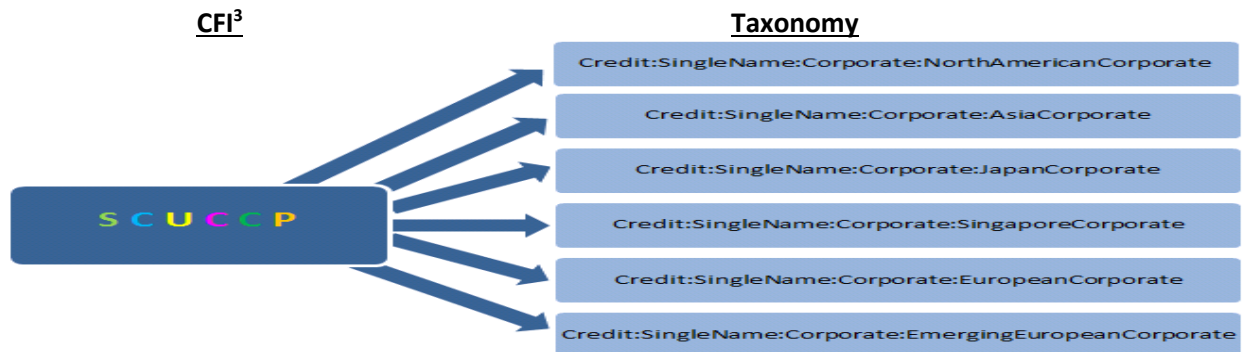 CFI³
Taxonomy
Credit:SingleName:Corporate:NorthAmericanCorporate
Credit:SingleName:Corporate:AsiaCorporate
Credit:SingleName:Corporate:JapanCorporate
S C U C C P
Credit:SingleName:Corporate:SingaporeCorporate
Credit:SingleName:Corporate:EuropeanCorporate
Credit:SingleName:Corporate:EmergingEuropeanCorporate